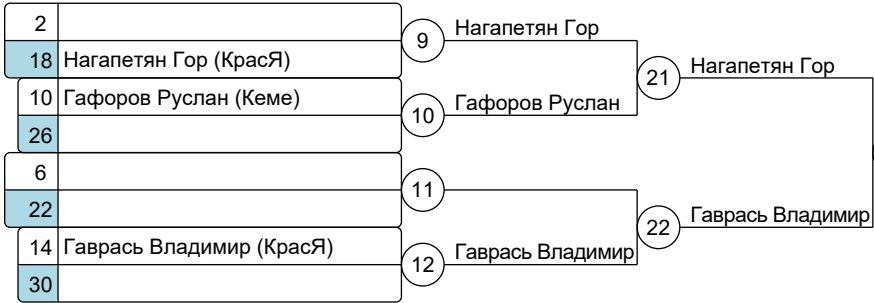 2
9
Нагапетян Гор
18 Нагапетян Гор (КрасЯ)
21
Нагапетян Гор
10 Гафоров Руслан (Кеме)
10
Гафоров Руслан
26
6
11
22
22
Гаврась Владимир
14 Гаврась Владимир (КрасЯ)
12
Гаврась Владимир
30